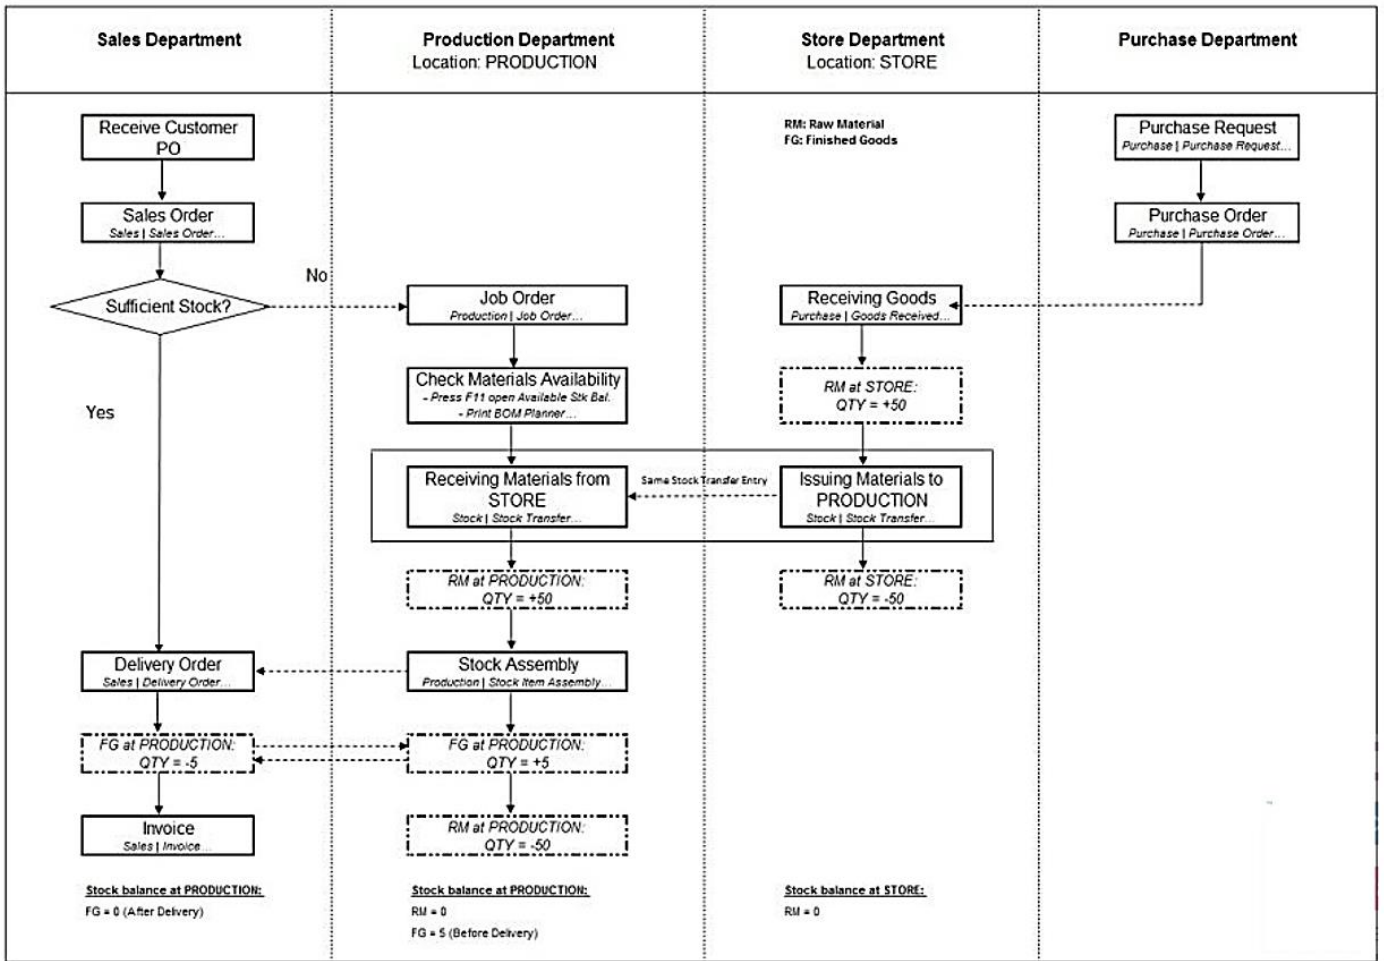 Sales Department
Production Department
Location: PRODUCTION
Store Department
Location: STORE
Purchase Department
Receive Customer
PO
Sales Order
Sales | Sales Order...
Sufficient Stock?
No
Yes
Delivery Order
Sales | Delivery Order...
FG at PRODUCTION:
QTY = -5
Invoice
Sales | Invoice...
Stock balance at PRODUCTION:
FG = 0 (After Delivery)
Job Order
Production | Job Order...
Check Materials Availability
- Press F11 open Available Stk Bal.
- Print BOM Planner...
Receiving Materials from
STORE
Stock | Stock Transfer...
Same Stock Transfer Entry
RM at PRODUCTION:
QTY = +50
Stock Assembly
Production | Stock Item Assembly...
FG at PRODUCTION:
QTY = +5
RM at PRODUCTION:
QTY = -50
Stock balance at PRODUCTION:
RM = 0
FG = 5 (Before Delivery)
RM: Raw Material
FG: Finished Goods
Receiving Goods
Purchase | Goods Received...
RM at STORE:
QTY = +50
Issuing Materials to
PRODUCTION
Stock | Stock Transfer...
RM at STORE:
QTY = -50
Stock balance at STORE:
RM = 0
Purchase Request
Purchase | Purchase Request...
Purchase Order
Purchase | Purchase Order...